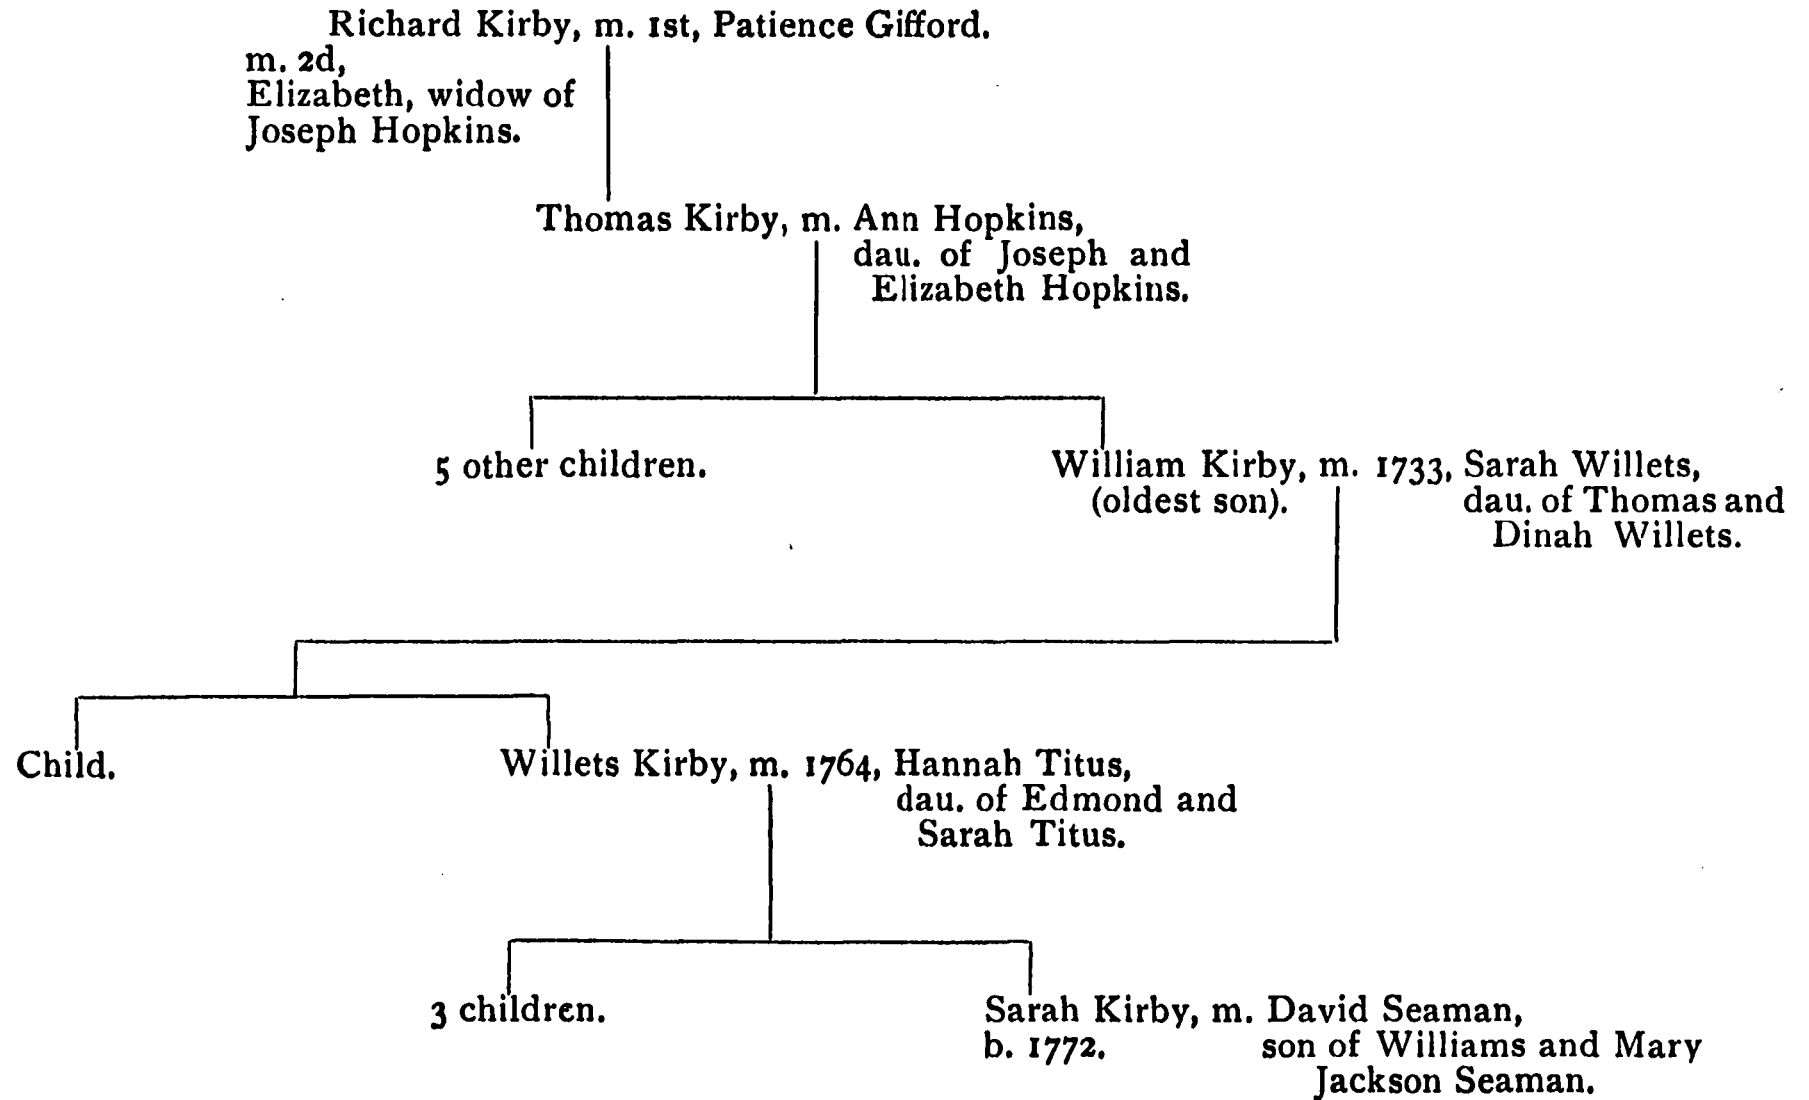 Richard Kirby, m. 1st, Patience Gifford.
m. 2d,
Elizabeth, widow of
Joseph Hopkins.
Thomas Kirby, m. Ann Hopkins,
dau. of Joseph and
Elizabeth Hopkins.
5 other children.
William Kirby, m. 1733, Sarah Willets,
(oldest son).
dau. of Thomas and
Dinah Willets.
Child.
Willets Kirby, m. 1764, Hannah Titus,
dau. of Edmond and
Sarah Titus.
3 children.
Sarah Kirby, m. David Seaman,
b. 1772.
son of Williams and Mary
Jackson Seaman.